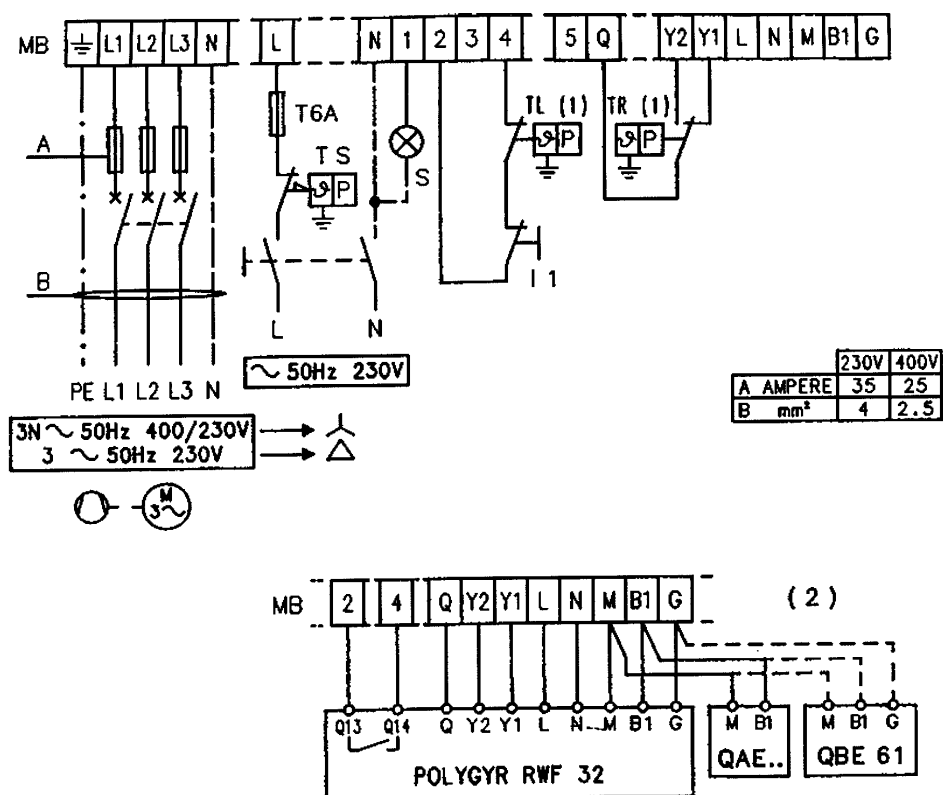 MB ⏚ L1 L2 L3 N L N 1 2 3 4 5 Q Y2 Y1 L N M B1 G
T6A
TL (1) TR (1)
A
TS
ϑ P
ϑ P
ϑ P
S
I1
B
L N
∼ 50Hz 230V
PE L1 L2 L3 N
230V 400V
A AMPERE 35 25
B mm² 4 2.5
3N ∼ 50Hz 400/230V
3 ∼ 50Hz 230V
M
3∼
MB 2 4 Q Y2 Y1 L N M B1 G (2)
Q13 Q14 Q Y2 Y1 L N M B1 G M B1 M B1 G
POLYGYR RWF 32
QAE..
QBE 61